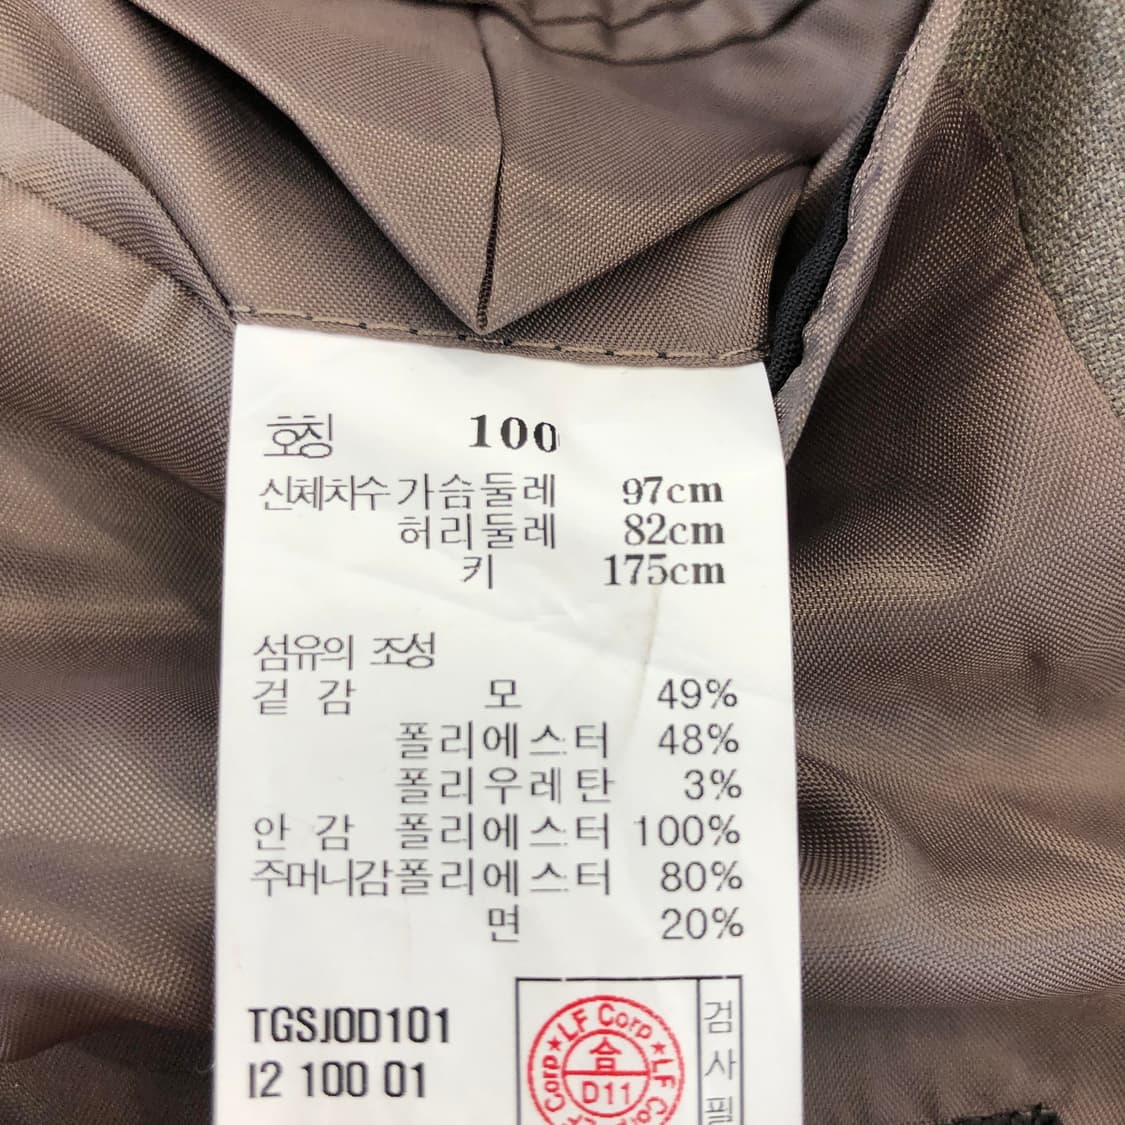 호칭 100
신체치수 가슴둘레 97cm
허리둘레 82cm
키 175cm
섬유의 조성
겉 감 모 49%
폴리에스터 48%
폴리우레탄 3%
안 감 폴리에스터 100%
주머니감 폴리에스터 80%
면 20%
TGSJ0D101
I2 100 01
LF Corp ★ LF Corp ★
合
D11
검사필